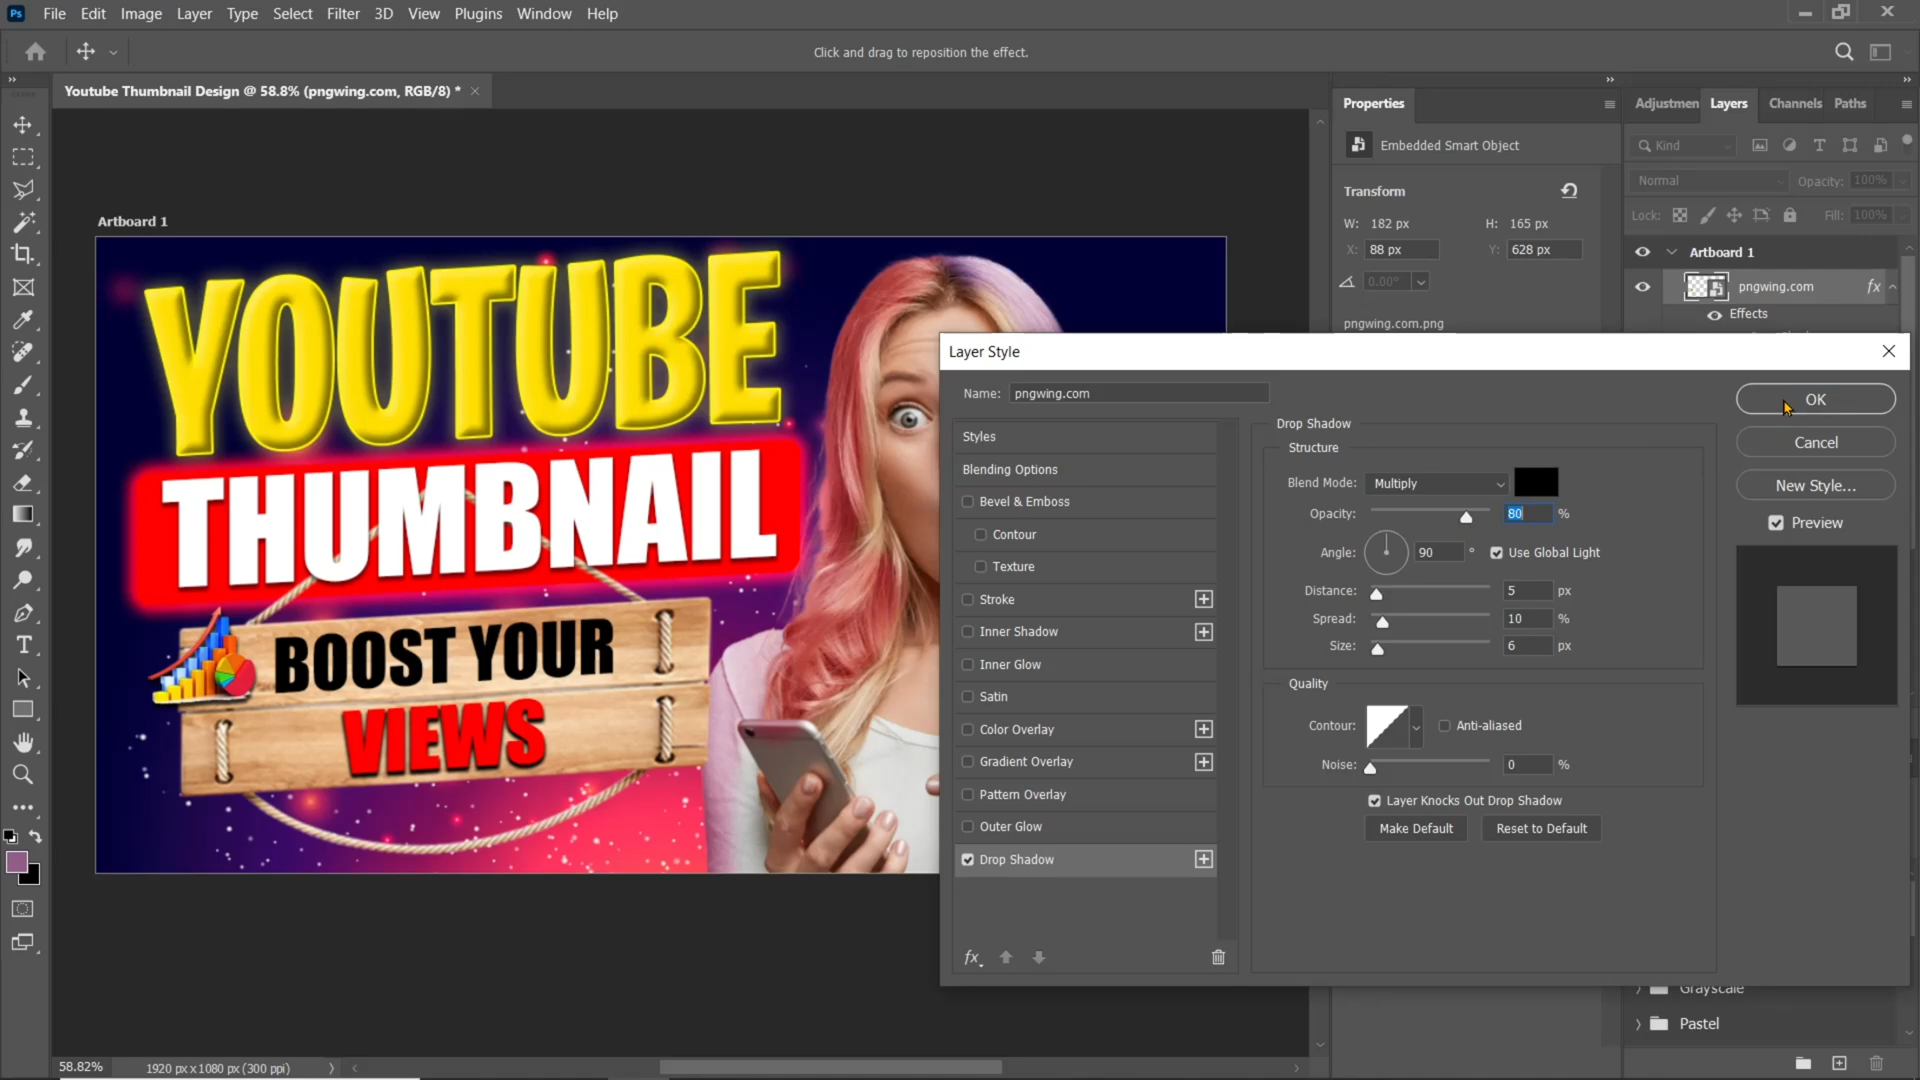 Ps File Edit Image Layer Type Select Filter 3D View Plugins Window Help
Click and drag to reposition the effect.
Youtube Thumbnail Design @ 58.8% (pngwing.com, RGB/8) * ×
Artboard 1
YOUTUBE
THUMBNAIL
BOOST YOUR
VIEWS
58.82% 1920 px x 1080 px (300 ppi)
Properties
Embedded Smart Object
Transform
W: 182 px H: 165 px
X: 88 px Y: 628 px
0.00°
pngwing.com.png
Adjustmen Layers Channels Paths
Kind
Normal Opacity: 100%
Lock: Fill: 100%
Artboard 1
pngwing.com fx
Effects
Layer Style
Name: pngwing.com
Styles
Blending Options
Bevel & Emboss
Contour
Texture
Stroke
Inner Shadow
Inner Glow
Satin
Color Overlay
Gradient Overlay
Pattern Overlay
Outer Glow
Drop Shadow
fx
Drop Shadow
Structure
Blend Mode: Multiply
Opacity: 80 %
Angle: 90 ° Use Global Light
Distance: 5 px
Spread: 10 %
Size: 6 px
Quality
Contour: Anti-aliased
Noise: 0 %
Layer Knocks Out Drop Shadow
Make Default Reset to Default
OK
Cancel
New Style...
Preview
Grayscale
Pastel